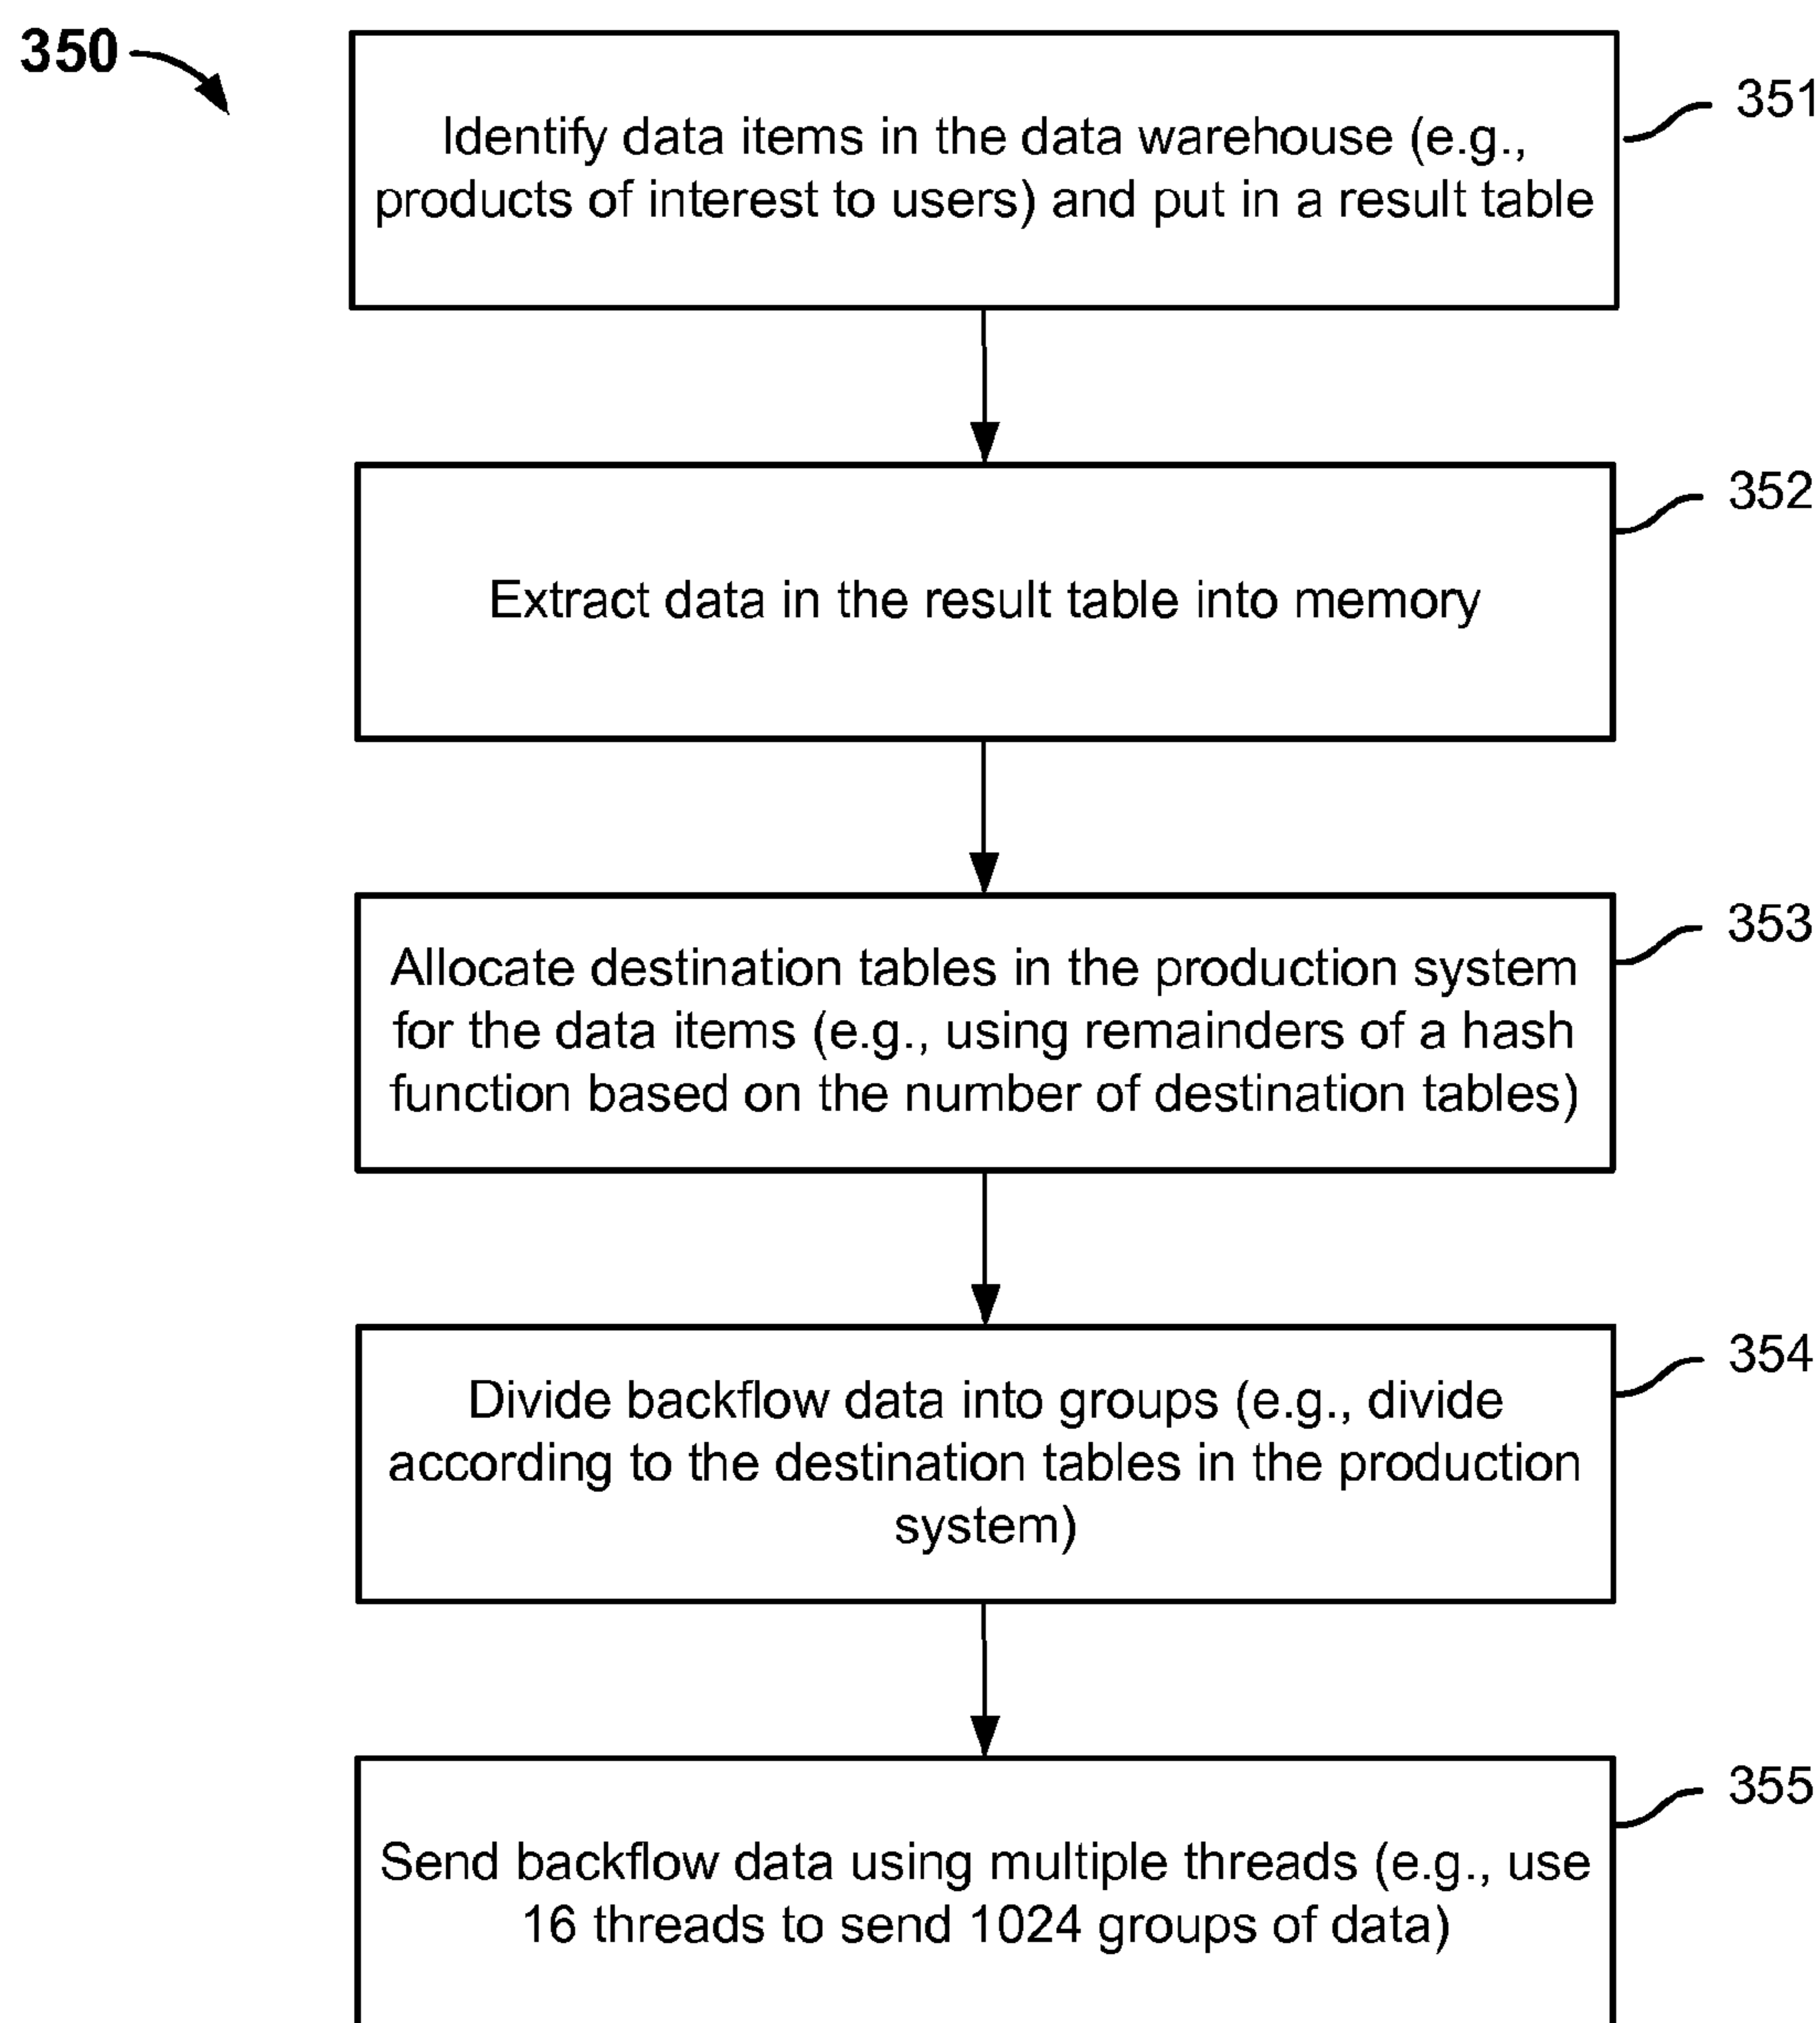 350
351
Identify data items in the data warehouse (e.g.,
products of interest to users) and put in a result table
352
Extract data in the result table into memory
353
Allocate destination tables in the production system
for the data items (e.g., using remainders of a hash
function based on the number of destination tables)
354
Divide backflow data into groups (e.g., divide
according to the destination tables in the production
system)
355
Send backflow data using multiple threads (e.g., use
16 threads to send 1024 groups of data)